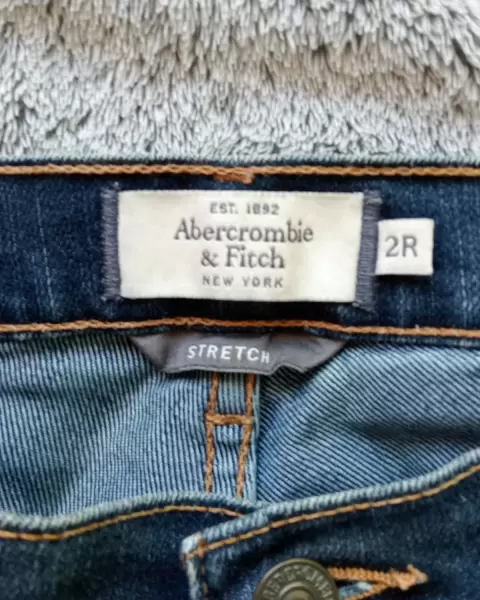 EST. 1892
Abercrombie
& Fitch
NEW YORK
2R
STRETCH